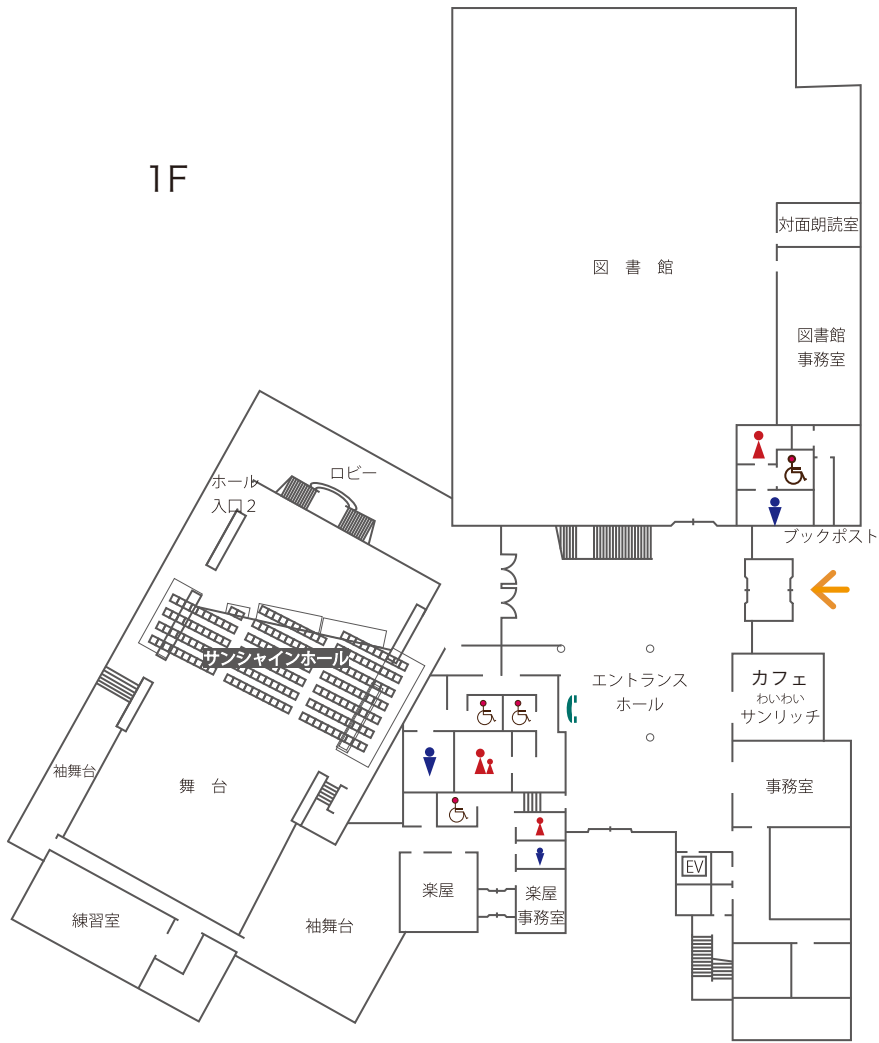 1F
対面朗読室
図書館
図書館
事務室
ロビー
ホール
入口2
ブックポスト
サンシャインホール
エントランス
ホール
カフェ
わいわい
サンリッチ
袖舞台
舞台
事務室
EV
楽屋
楽屋
事務室
練習室
袖舞台